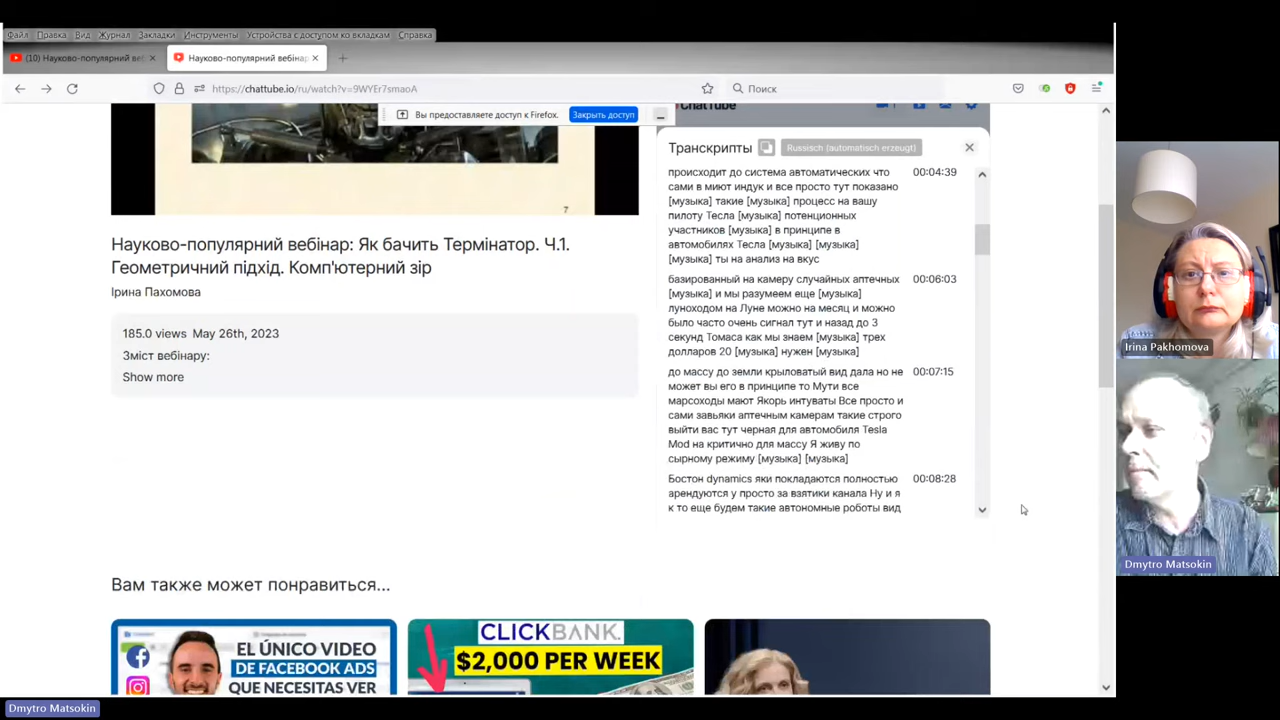 Файл Правка Вид Журнал Закладки Инструменты Устройства с доступом ко вкладкам Справка
(10) Науково-популярний веб
Науково-популярний вебінар
https://chattube.io/ru/watch?v=9WYEr7smaoA
Поиск
Вы предоставляете доступ к Firefox.
Закрыть доступ
ChatTube
7
Науково-популярний вебінар: Як бачить Термінатор. Ч.1.
Геометричний підхід. Комп'ютерний зір
Ірина Пахомова
185.0 views May 26th, 2023
Зміст вебінару:
Show more
Транскрипты
Russisch (automatisch erzeugt)
происходит до система автоматических что 00:04:39
сами в миют индук и все просто тут показано
[музыка] такие [музыка] процесс на вашу
пилоту Тесла [музыка] потенционных
участников [музыка] в принципе в
автомобилях Тесла [музыка] [музыка]
[музыка] ты на анализ на вкус
базированный на камеру случайных аптечных 00:06:03
[музыка] и мы разумеем еще [музыка]
луноходом на Луне можно на месяц и можно
было часто очень сигнал тут и назад до 3
секунд Томаса как мы знаем [музыка] трех
долларов 20 [музыка] нужен [музыка]
до массу до земли крыловатый вид дала но не 00:07:15
может вы его в принципе то Мути все
марсоходы мают Якорь интуваты Все просто и
сами завьяки аптечным камерам такие строго
выйти вас тут черная для автомобиля Tesla
Mod на критично для массу Я живу по
сырному режиму [музыка] [музыка]
Бостон dynamics яки покладаются полностью 00:08:28
арендуются у просто за взятики канала Ну и я
к то еще будем такие автономные роботы вид
Вам также может понравиться...
EL ÚNICO VIDEO
DE FACEBOOK ADS
QUE NECESITAS VER
CLICKBANK.
$2,000 PER WEEK
Irina Pakhomova
Dmytro Matsokin
Dmytro Matsokin